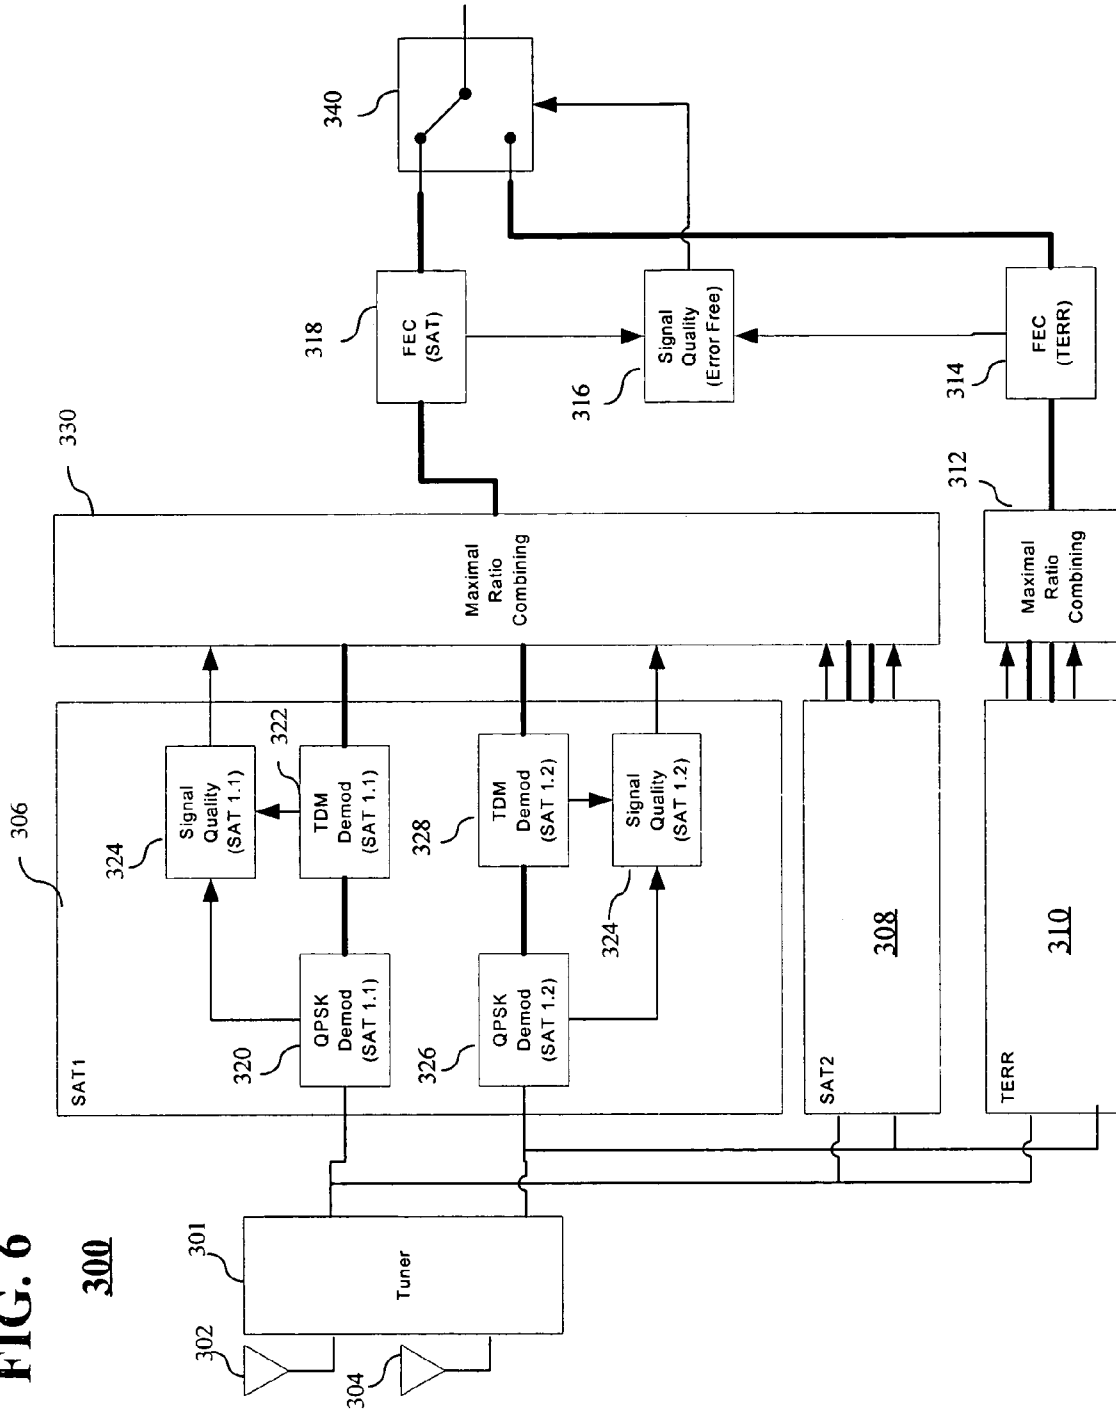 FIG. 6
300
302
304
301
Tuner
306
SAT1
320
QPSK
Demod
(SAT 1.1)
324
Signal
Quality
(SAT 1.1)
322
TDM
Demod
(SAT 1.1)
326
QPSK
Demod
(SAT 1.2)
328
TDM
Demod
(SAT 1.2)
324
Signal
Quality
(SAT 1.2)
SAT2
308
TERR
310
330
Maximal
Ratio
Combining
312
Maximal
Ratio
Combining
318
FEC
(SAT)
316
Signal
Quality
(Error Free)
314
FEC
(TERR)
340